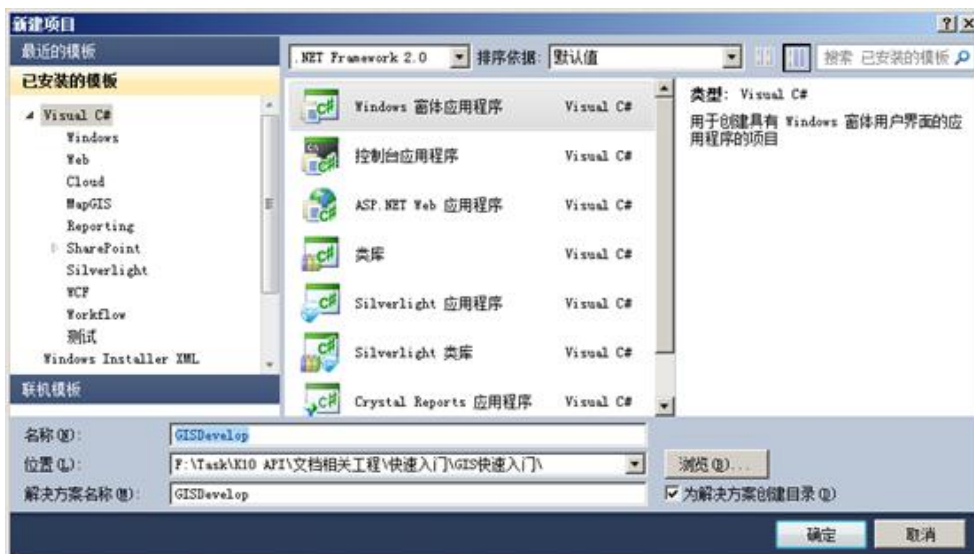 新建项目
最近的模板
已安装的模板
Visual C#
Windows
Web
Cloud
MapGIS
Reporting
SharePoint
Silverlight
WCF
Workflow
测试
Windows Installer XML
联机模板
.NET Framework 2.0 排序依据: 默认值 搜索 已安装的模板
Windows 窗体应用程序 Visual C#
控制台应用程序 Visual C#
ASP.NET Web 应用程序 Visual C#
类库 Visual C#
Silverlight 应用程序 Visual C#
Silverlight 类库 Visual C#
Crystal Reports 应用程序 Visual C#
类型: Visual C#
用于创建具有 Windows 窗体用户界面的应
用程序的项目
名称(N): GISDevelop
位置(L): F:\Task\K10 API\文档相关工程\快速入门\GIS快速入门\ 浏览(B)...
解决方案名称(M): GISDevelop 为解决方案创建目录(D)
确定 取消